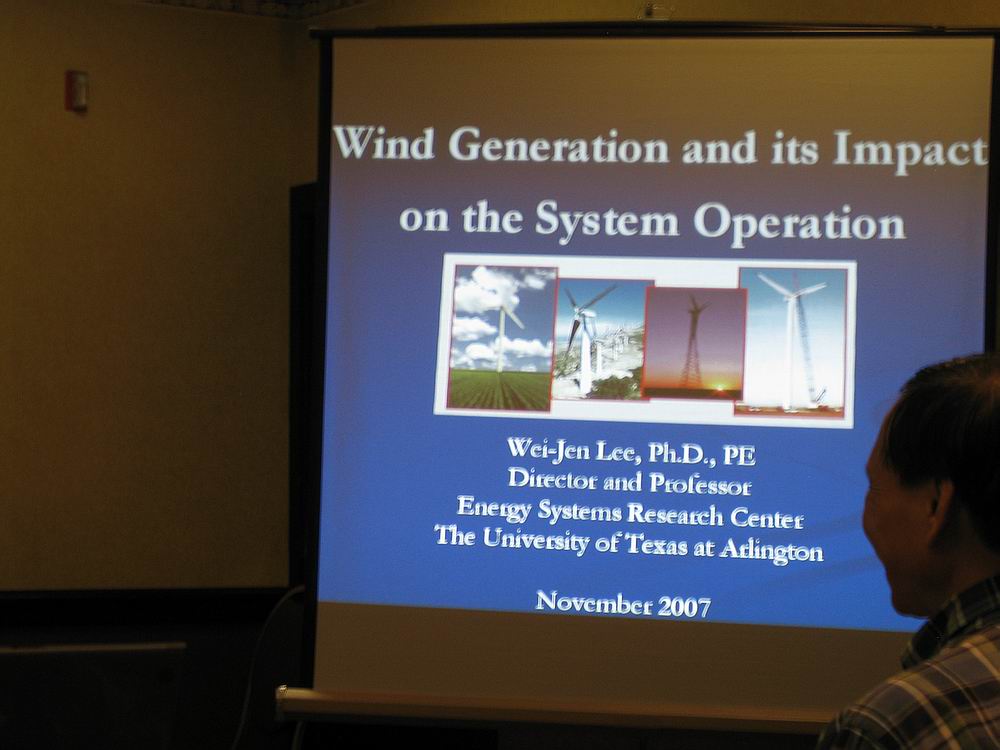 Wind Generation and its Impact
on the System Operation
Wei-Jen Lee, Ph.D., PE
Director and Professor
Energy Systems Research Center
The University of Texas at Arlington
November 2007